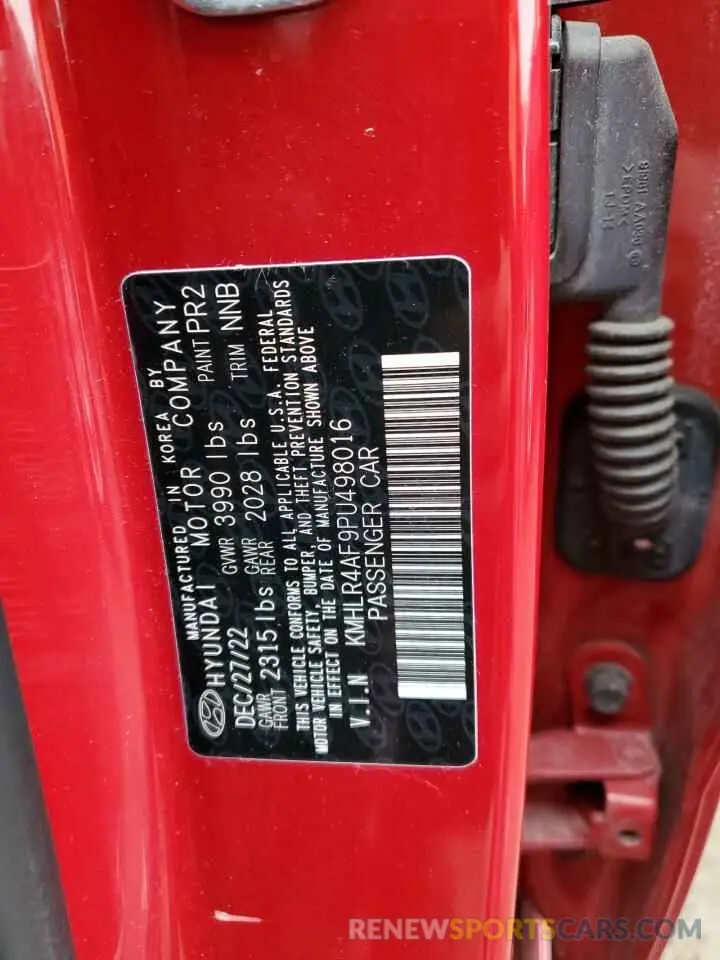 MANUFACTURED IN KOREA BY
HYUNDAI MOTOR COMPANY
DEC/27/22 GVWR 3990 lbs PAINT PR2
GAWR FRONT 2315 lbs GAWR REAR 2028 lbs TRIM NNB
THIS VEHICLE CONFORMS TO ALL APPLICABLE U.S.A. FEDERAL
MOTOR VEHICLE SAFETY, BUMPER, AND THEFT PREVENTION STANDARDS
IN EFFECT ON THE DATE OF MANUFACTURE SHOWN ABOVE
V.I.N KMHLR4AF9PU498016
PASSENGER CAR
RENEWSPORTSCARS.COM